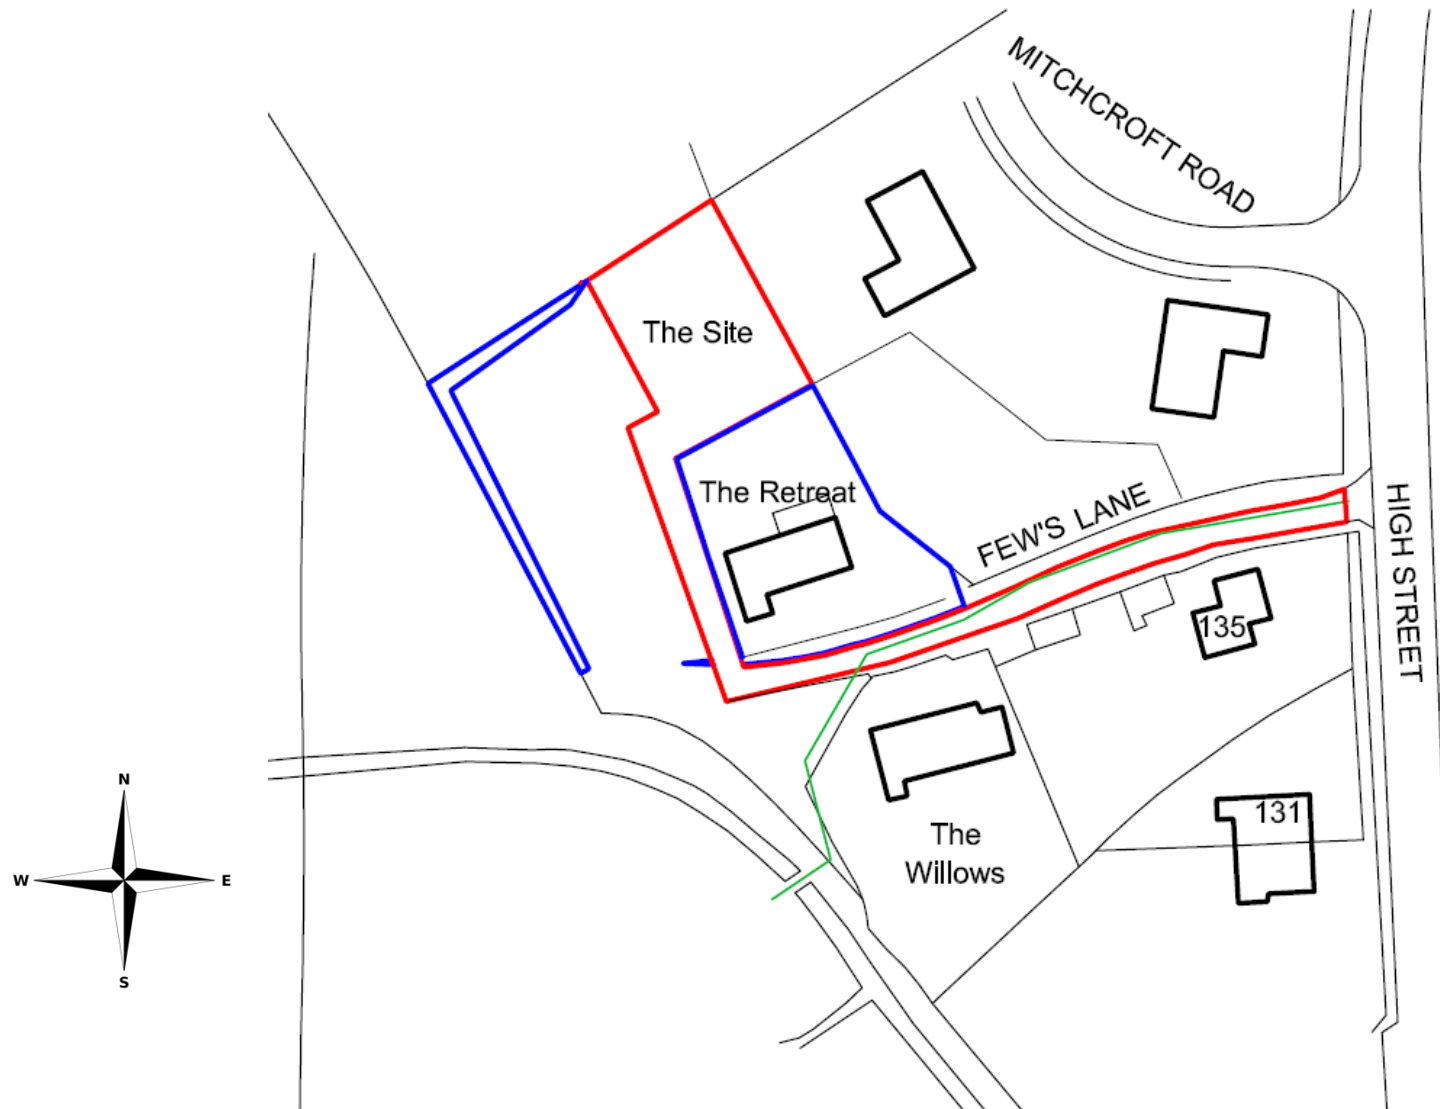 MITCHCROFT ROAD
The Site
The Retreat
FEW'S LANE
HIGH STREET
135
131
The
Willows
N
W
E
S